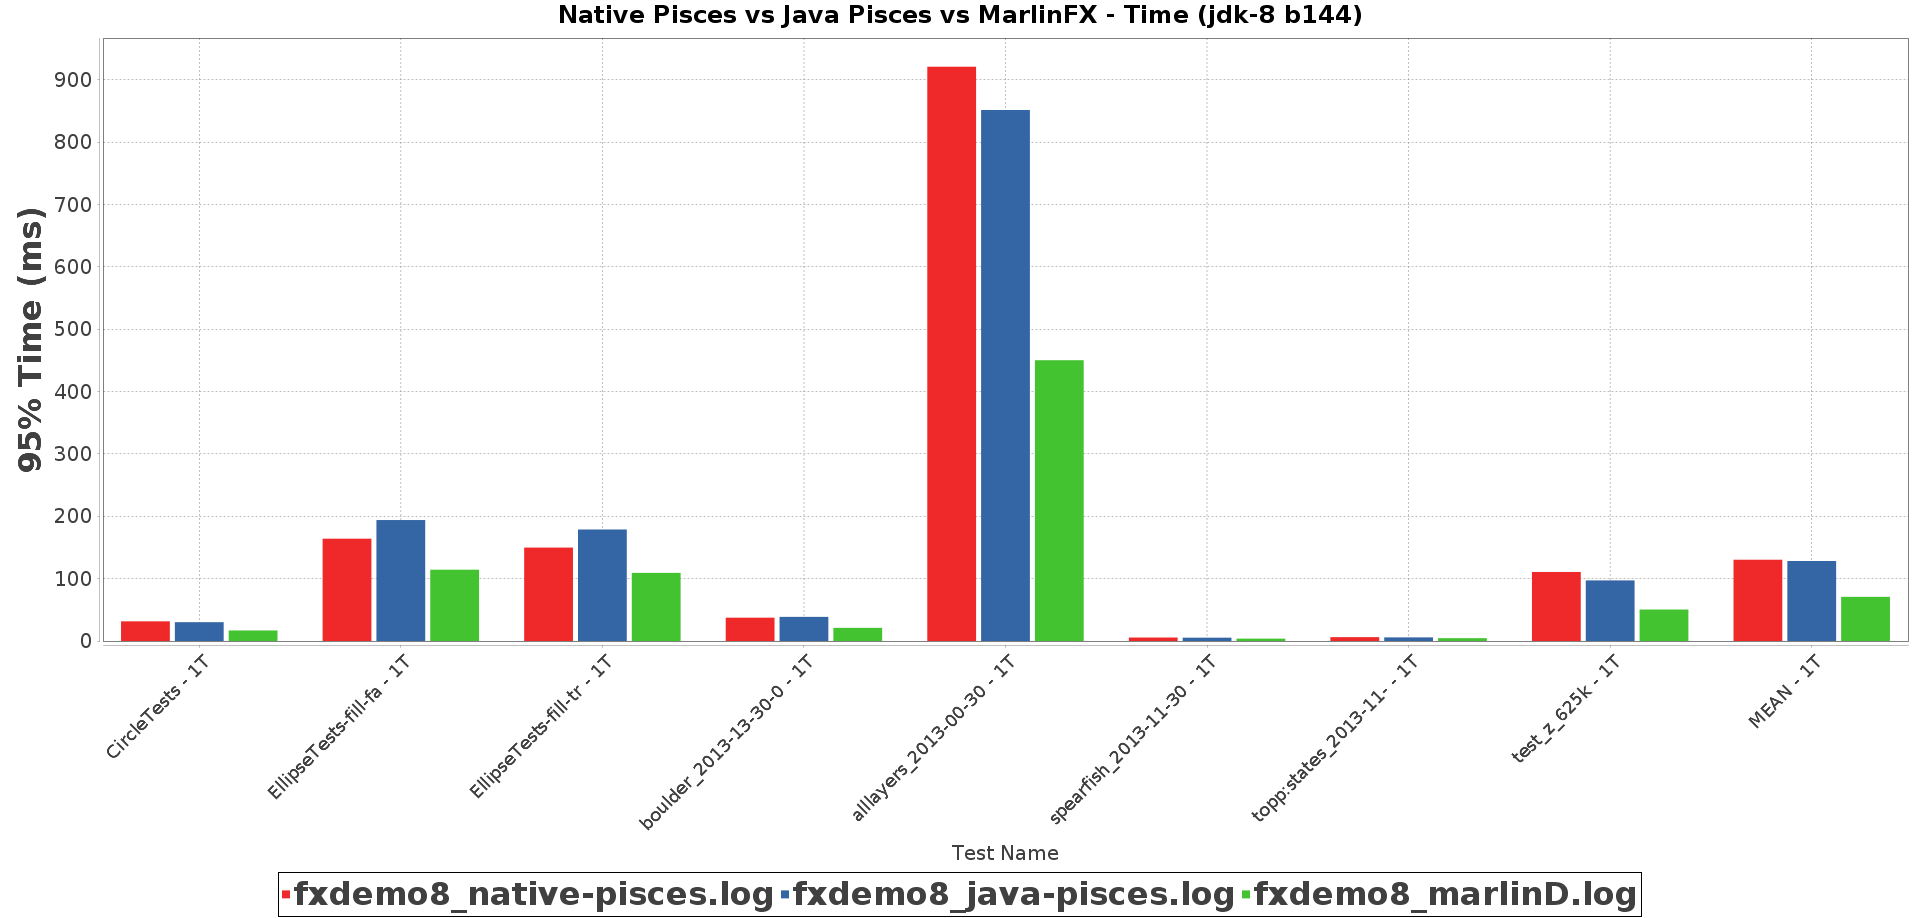 Native Pisces vs Java Pisces vs MarlinFX - Time (jdk-8 b144)
95% Time (ms)
900
800
700
600
500
400
300
200
100
0
CircleTests - 1T
EllipseTests-fill-fa - 1T
EllipseTests-fill-tr - 1T
boulder_2013-13-30-0 - 1T
alllayers_2013-00-30 - 1T
spearfish_2013-11-30 - 1T
topp:states_2013-11- - 1T
test_z_625k - 1T
MEAN - 1T
Test Name
fxdemo8_native-pisces.log fxdemo8_java-pisces.log fxdemo8_marlinD.log